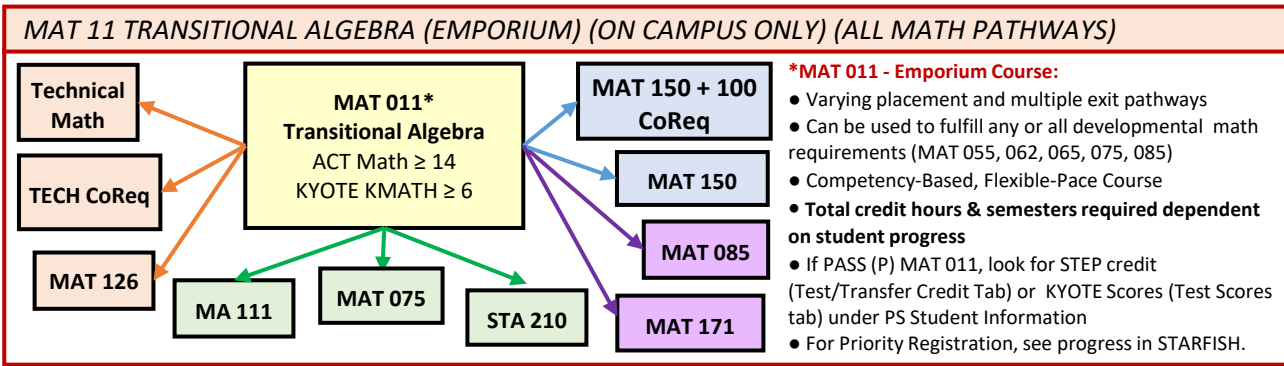 MAT 11 TRANSITIONAL ALGEBRA (EMPORIUM) (ON CAMPUS ONLY) (ALL MATH PATHWAYS)
Technical
Math
TECH CoReq
MAT 126
MAT 011*
Transitional Algebra
ACT Math ≥ 14
KYOTE KMATH ≥ 6
MA 111
MAT 075
STA 210
MAT 150 + 100
CoReq
MAT 150
MAT 085
MAT 171
*MAT 011 - Emporium Course:
● Varying placement and multiple exit pathways
● Can be used to fulfill any or all developmental math
requirements (MAT 055, 062, 065, 075, 085)
● Competency-Based, Flexible-Pace Course
● Total credit hours & semesters required dependent
on student progress
● If PASS (P) MAT 011, look for STEP credit
(Test/Transfer Credit Tab) or KYOTE Scores (Test Scores
tab) under PS Student Information
● For Priority Registration, see progress in STARFISH.